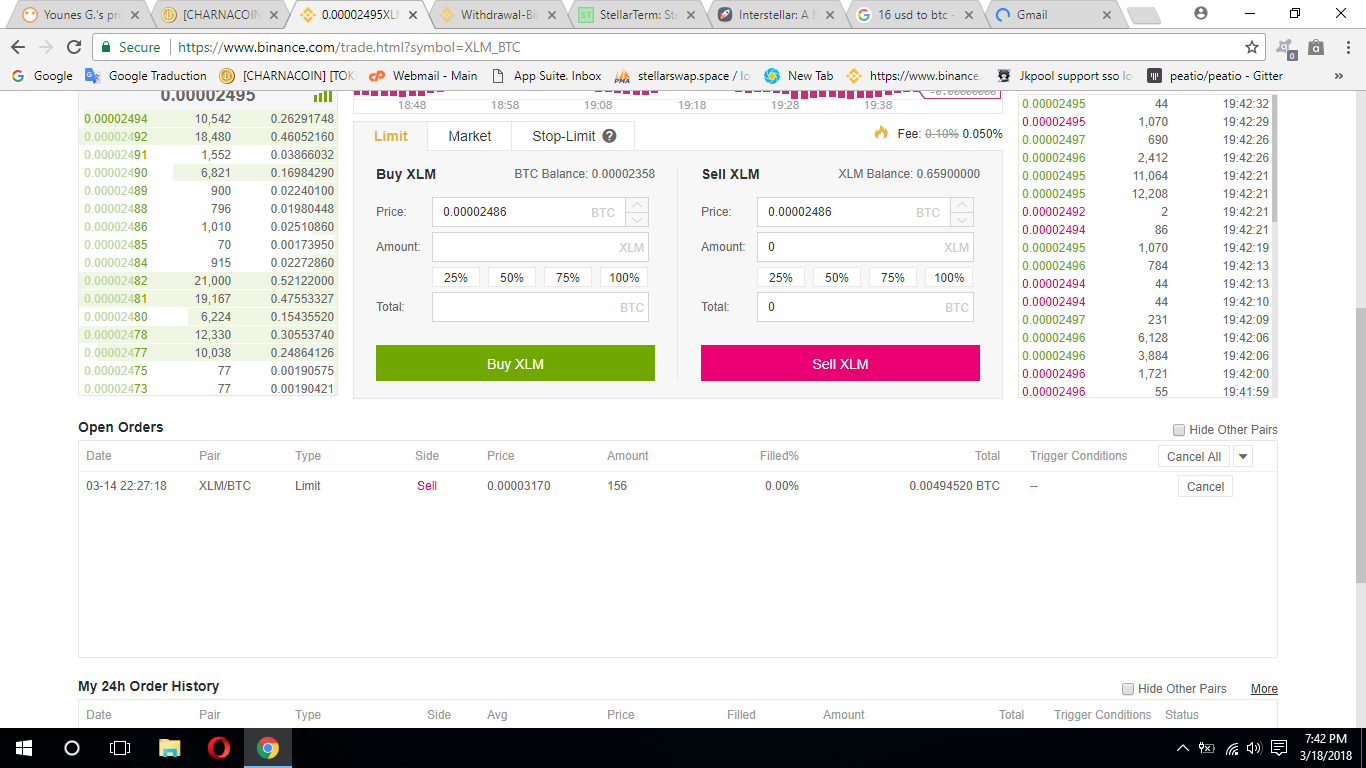 Younes G.'s pro
[CHARNACOIN
0.00002495XL
Withdrawal-Bi
StellarTerm: Ste
Interstellar: A M
16 usd to btc -
Gmail
Secure https://www.binance.com/trade.html?symbol=XLM_BTC
0
Google Google Traduction [CHARNACOIN] [TOK Webmail - Main App Suite. Inbox stellarswap.space / lo New Tab https://www.binance. Jkpool support sso lo peatio/peatio - Gitter »
0.00002495
0.00002494 10,542 0.26291748
0.00002492 18,480 0.46052160
0.00002491 1,552 0.03866032
0.00002490 6,821 0.16984290
0.00002489 900 0.02240100
0.00002488 796 0.01980448
0.00002486 1,010 0.02510860
0.00002485 70 0.00173950
0.00002484 915 0.02272860
0.00002482 21,000 0.52122000
0.00002481 19,167 0.47553327
0.00002480 6,224 0.15435520
0.00002478 12,330 0.30553740
0.00002477 10,038 0.24864126
0.00002475 77 0.00190575
0.00002473 77 0.00190421
18:48 18:58 19:08 19:18 19:28 19:38
Limit Market Stop-Limit ?
Fee: 0.10% 0.050%
Buy XLM BTC Balance: 0.00002358
Price: 0.00002486 BTC
Amount: XLM
25% 50% 75% 100%
Total: BTC
Buy XLM
Sell XLM XLM Balance: 0.65900000
Price: 0.00002486 BTC
Amount: 0 XLM
25% 50% 75% 100%
Total: 0 BTC
Sell XLM
0.00002495 44 19:42:32
0.00002495 1,070 19:42:29
0.00002497 690 19:42:26
0.00002496 2,412 19:42:26
0.00002495 11,064 19:42:21
0.00002495 12,208 19:42:21
0.00002492 2 19:42:21
0.00002494 86 19:42:21
0.00002495 1,070 19:42:19
0.00002496 784 19:42:13
0.00002494 44 19:42:13
0.00002494 44 19:42:10
0.00002497 231 19:42:09
0.00002496 6,128 19:42:06
0.00002496 3,884 19:42:06
0.00002496 1,721 19:42:00
0.00002496 55 19:41:59
Open Orders
Hide Other Pairs
Date Pair Type Side Price Amount Filled% Total Trigger Conditions Cancel All
03-14 22:27:18 XLM/BTC Limit Sell 0.00003170 156 0.00% 0.00494520 BTC -- Cancel
My 24h Order History
Hide Other Pairs More
Date Pair Type Side Avg Price Filled Amount Total Trigger Conditions Status
7:42 PM
3/18/2018